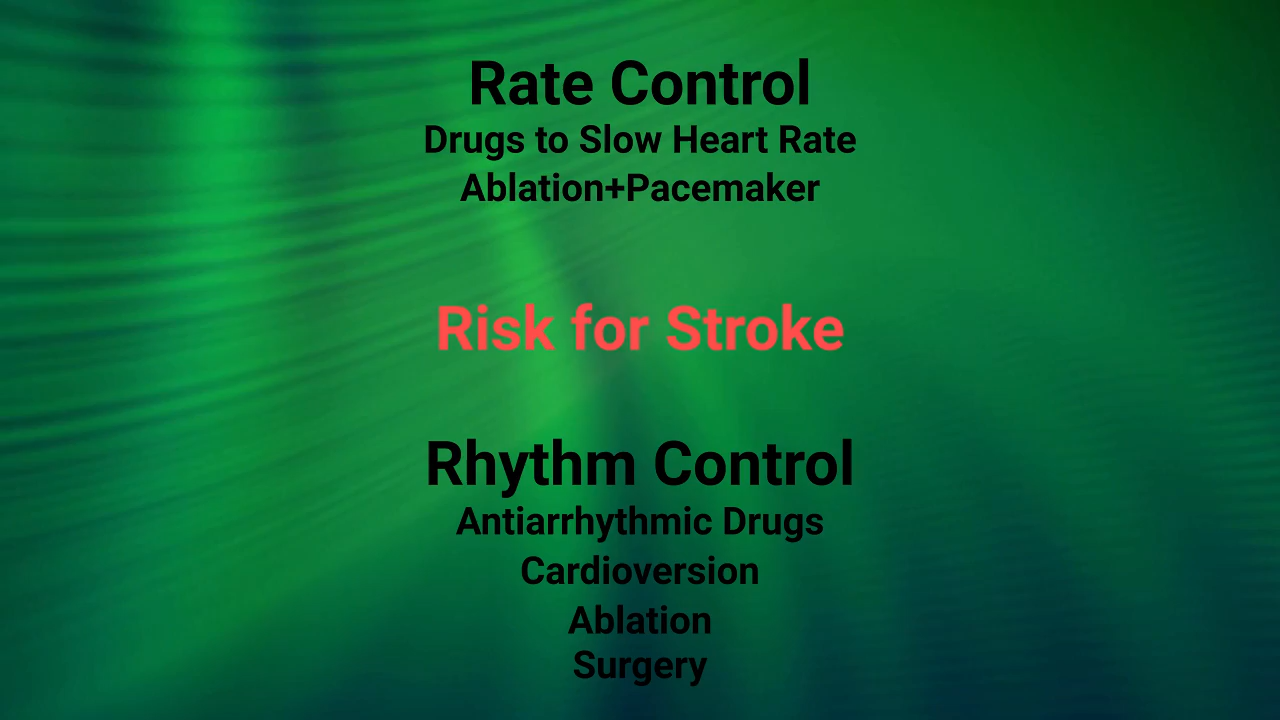 Rate Control
Drugs to Slow Heart Rate
Ablation+Pacemaker
Risk for Stroke
Rhythm Control
Antiarrhythmic Drugs
Cardioversion
Ablation
Surgery